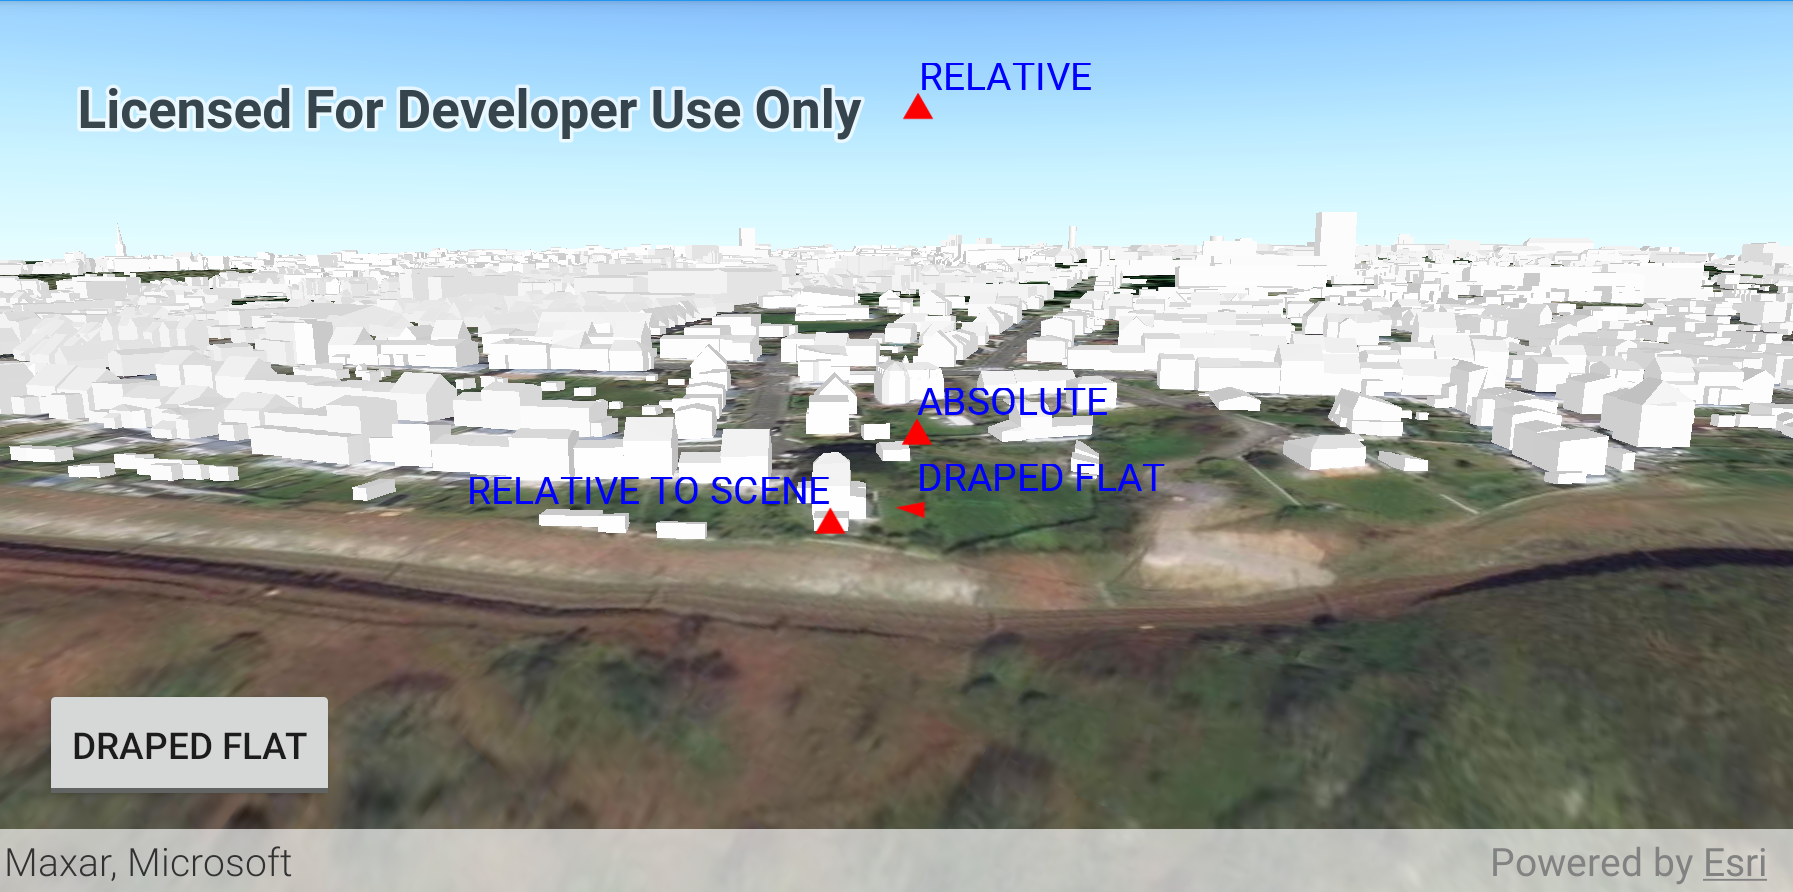 RELATIVE
Licensed For Developer Use Only
ABSOLUTE
DRAPED FLAT
RELATIVE TO SCENE
DRAPED FLAT
Maxar, Microsoft
Powered by Esri